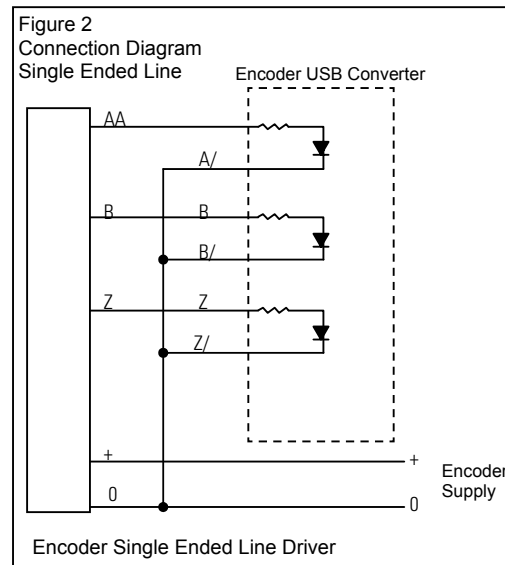 Figure 2
Connection Diagram
Single Ended Line
Encoder USB Converter
AA
A/
B B
B/
Z Z
Z/
+ +
Encoder
Supply
0 0
Encoder Single Ended Line Driver